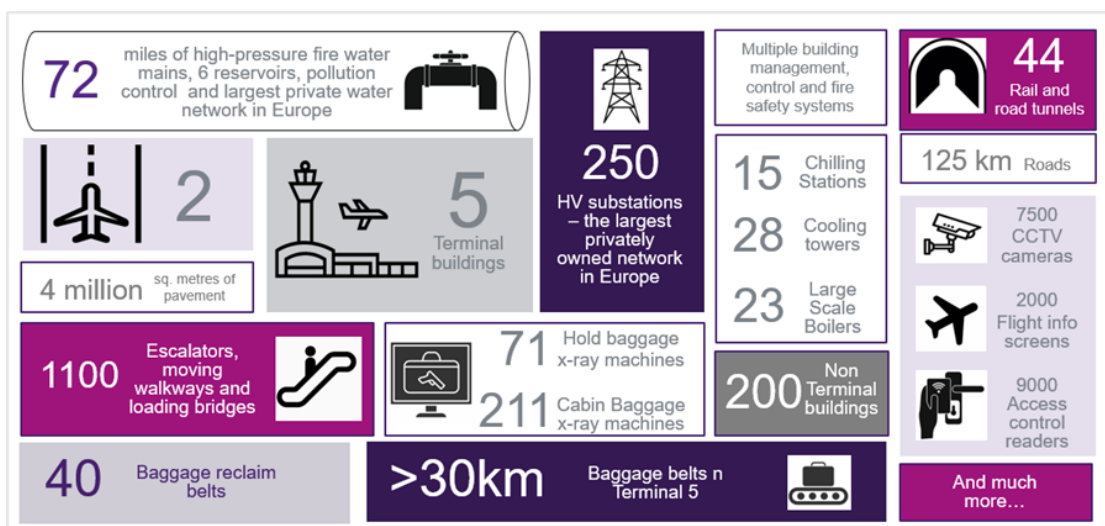 72
miles of high-pressure fire water
mains, 6 reservoirs, pollution
control and largest private water
network in Europe
250
HV substations
– the largest
privately
owned network
in Europe
Multiple building
management,
control and fire
safety systems
44
Rail and
road tunnels
2
5
Terminal
buildings
15 Chilling
Stations
28 Cooling
towers
23 Large
Scale
Boilers
125 km Roads
7500
CCTV
cameras
2000
Flight info
screens
9000
Access
control
readers
4 million sq. metres of
pavement
1100
Escalators,
moving
walkways and
loading bridges
71 Hold baggage
x-ray machines
211 Cabin Baggage
x-ray machines
200 Non
Terminal
buildings
40 Baggage reclaim
belts
>30km Baggage belts n
Terminal 5
And much
more…